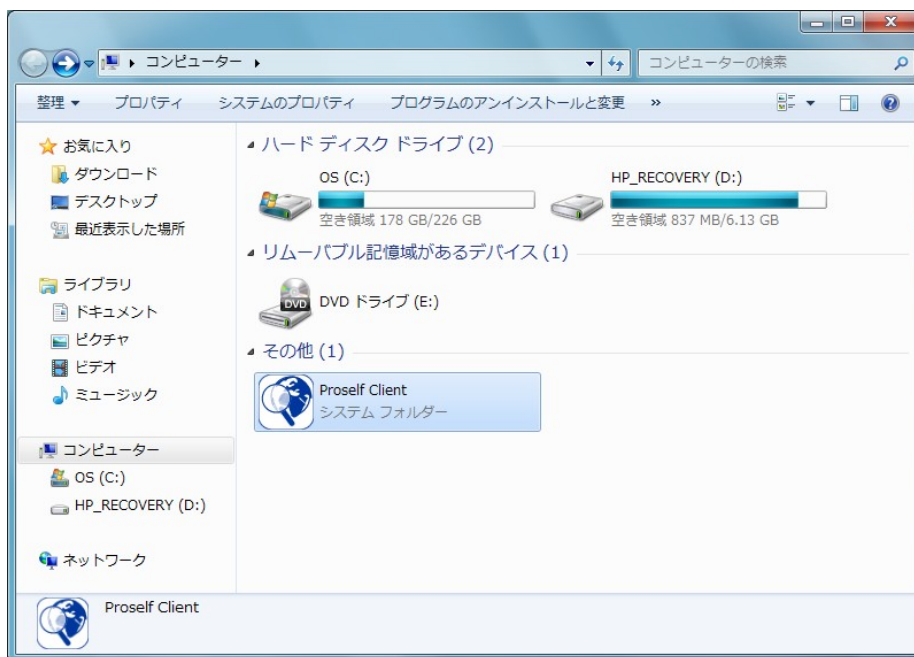 コンピューター
コンピューターの検索
整理 プロパティ システムのプロパティ プログラムのアンインストールと変更 »
お気に入り
ダウンロード
デスクトップ
最近表示した場所
ライブラリ
ドキュメント
ピクチャ
ビデオ
ミュージック
コンピューター
OS (C:)
HP_RECOVERY (D:)
ネットワーク
ハード ディスク ドライブ (2)
OS (C:)
空き領域 178 GB/226 GB
HP_RECOVERY (D:)
空き領域 837 MB/6.13 GB
リムーバブル記憶域があるデバイス (1)
DVD
DVD ドライブ (E:)
その他 (1)
Proself Client
システム フォルダー
Proself Client